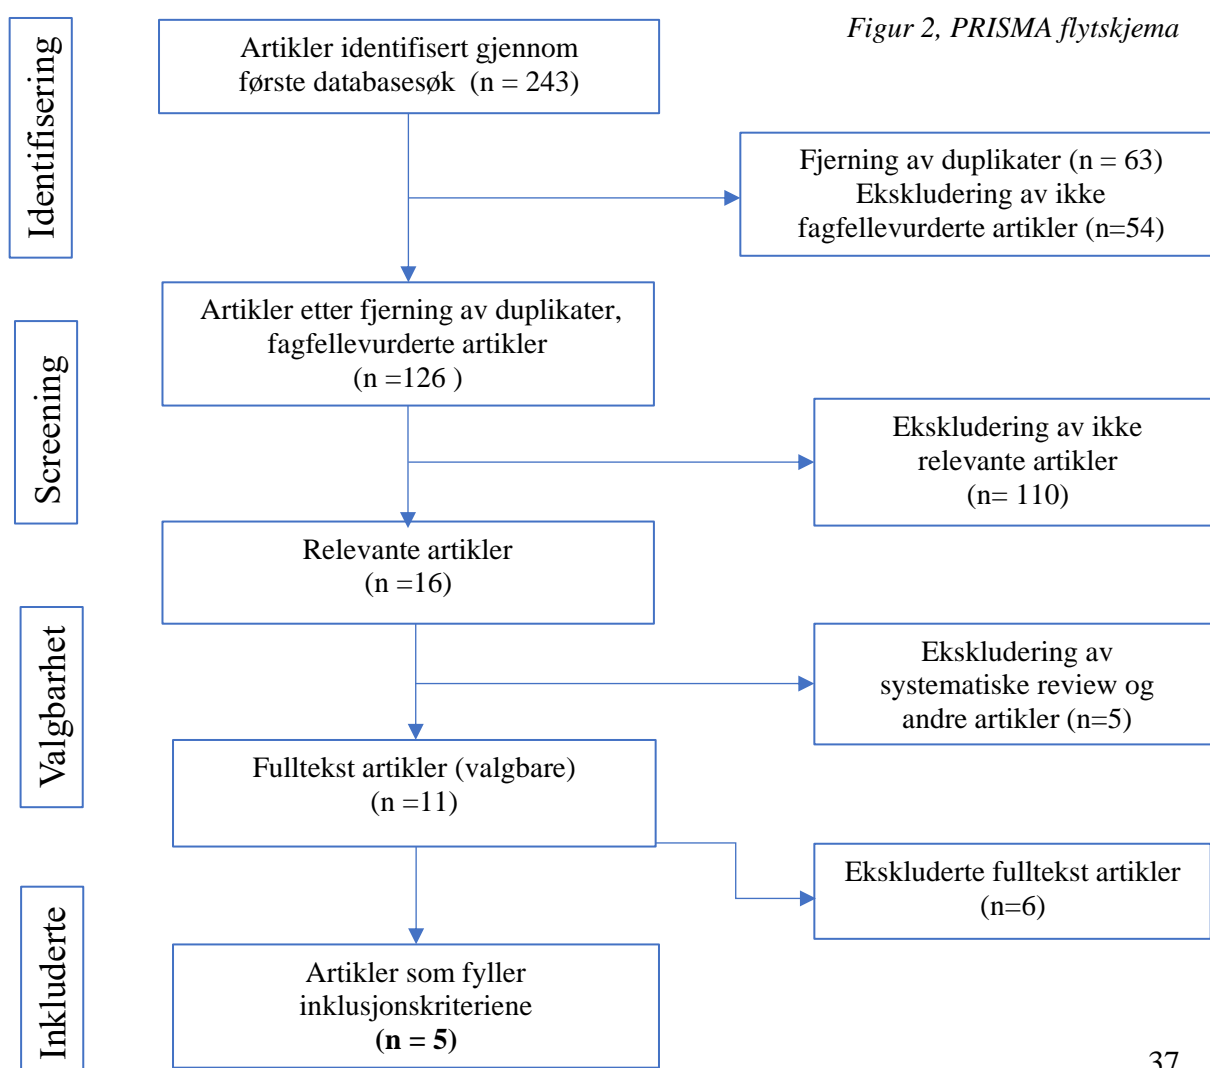 Figur 2, PRISMA flytskjema
Identifisering
Artikler identifisert gjennom
første databasesøk (n = 243)
Fjerning av duplikater (n = 63)
Ekskludering av ikke
fagfellevurderte artikler (n=54)
Screening
Artikler etter fjerning av duplikater,
fagfellevurderte artikler
(n =126 )
Ekskludering av ikke
relevante artikler
(n= 110)
Relevante artikler
(n =16)
Valgbarhet
Ekskludering av
systematiske review og
andre artikler (n=5)
Fulltekst artikler (valgbare)
(n =11)
Ekskluderte fulltekst artikler
(n=6)
Inkluderte
Artikler som fyller
inklusjonskriteriene
(n = 5)
37